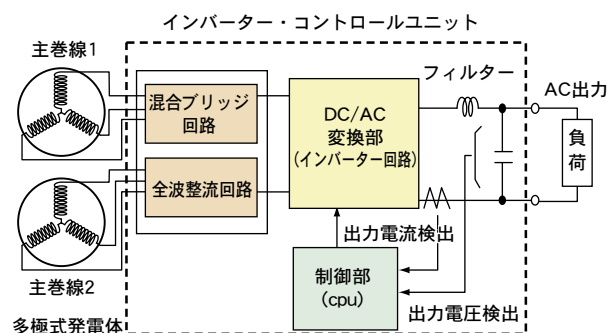 インバーター・コントロールユニット
主巻線1
混合ブリッジ
回路
全波整流回路
DC/AC
変換部
(インバーター回路)
フィルター
AC出力
負荷
出力電流検出
制御部
(cpu)
出力電圧検出
主巻線2
多極式発電体